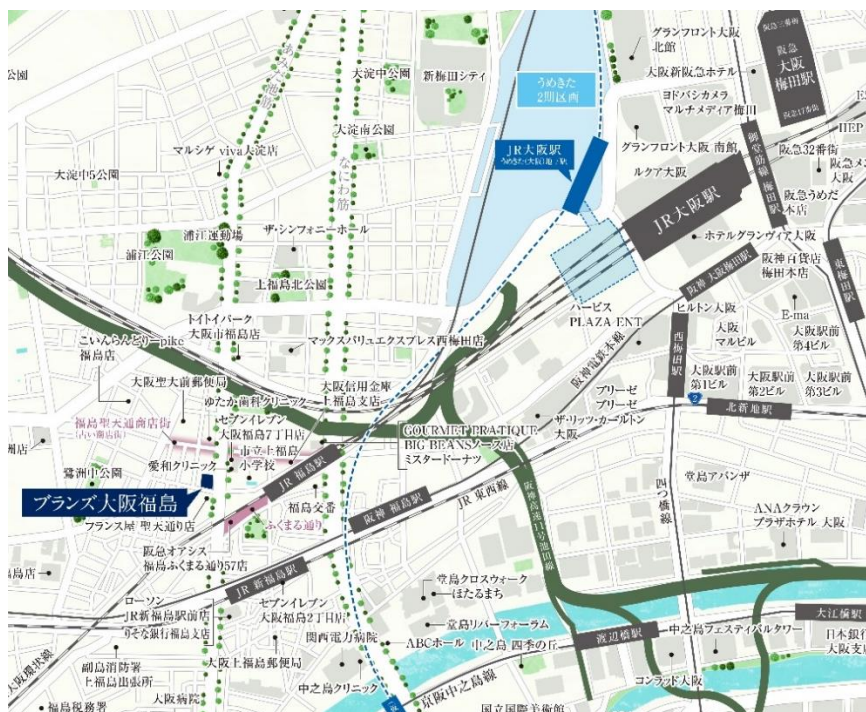 あみだ池筋
大淀中公園
新梅田シティ
うめきた
2期区画
グランフロント大阪
北館
阪急三番街
阪急
大阪
梅田駅
阪急17番街
大阪新阪急ホテル
ヨドバシカメラ
マルチメディア梅田
HEP
大淀南公園
なにわ筋
JR大阪駅
グランフロント大阪 南館
御堂筋線 梅田駅
阪急32番街
マルシゲ viva大淀店
大淀中5公園
ルクア大阪
阪急
大阪
JR大阪駅
阪急うめだ
本店
浦江運動場
ザ・シンフォニーホール
浦江公園
ホテルグランヴィア大阪
東梅田駅
上福島北公園
阪神 大阪梅田駅
阪神百貨店
梅田本店
トイトイパーク
大阪市福島店
ハービス
PLAZA ENT
ヒルトン大阪
E-ma
こいんらんどりーpike
福島店
マックスバリュエクスプレス西梅田店
阪神電鉄本線
西梅田駅
大阪
マルビル
大阪駅前
第4ビル
大阪聖天前郵便局
大阪信用金庫
上福島支店
ブリーゼ
ブリーゼ
大阪駅前
第1ビル
大阪駅前
第2ビル
大阪駅前
第3ビル
ゆたか歯科クリニック
2
北新地駅
福島聖天通商店街
セブンイレブン
大阪福島7丁目店
ザ・リッツ・カールトン
大阪
GOURMET PRATIQUE
BIG BEANSノース店
ミスタードーナツ
洲店
市立上福島
小学校
愛和クリニック
鷺洲中公園
JR 福島駅
堂島アバンザ
ブランズ大阪福島
福島交番
阪神 福島駅
JR 東西線
阪神高速11号池田線
四つ橋線
ANAクラウン
プラザホテル 大阪
フランス屋 聖天通り店
ふくまる通り
阪急オアシス
福島ふくまる通り57店
島店
JR 新福島駅
堂島クロスウォーク
ほたるまち
ローソン
JR新福島駅前店
セブンイレブン
大阪福島2丁目店
大江橋駅
りそな銀行福島支店
堂島リバーフォーラム
渡辺橋駅
関西電力病院
ABCホール
中之島 四季の丘
中之島フェスティバルタワー
日本銀行
大阪支店
大阪上福島郵便局
大阪環状線
副島消防署
上福島出張所
中之島クリニック
京阪中之島線
コンラッド大阪
大阪病院
福島税務署
国立国際美術館